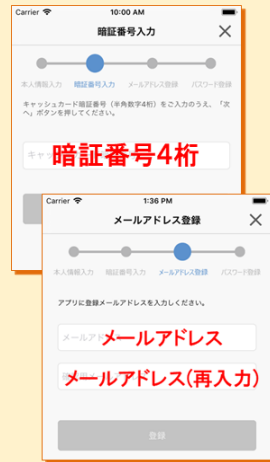 Carrier 10:00 AM
暗証番号入力 ×
本人情報入力 暗証番号入力 メールアドレス登録 パスワード登録
キャッシュカード暗証番号(半角数字4桁)をご入力のうえ、「次
へ」ボタンを押してください。
暗証番号4桁
Carrier 1:36 PM
メールアドレス登録 ×
本人情報入力 暗証番号入力 メールアドレス登録 パスワード登録
アプリに登録メールアドレスを入力しください。
メールアドレス
メールアドレス(再入力)
登録